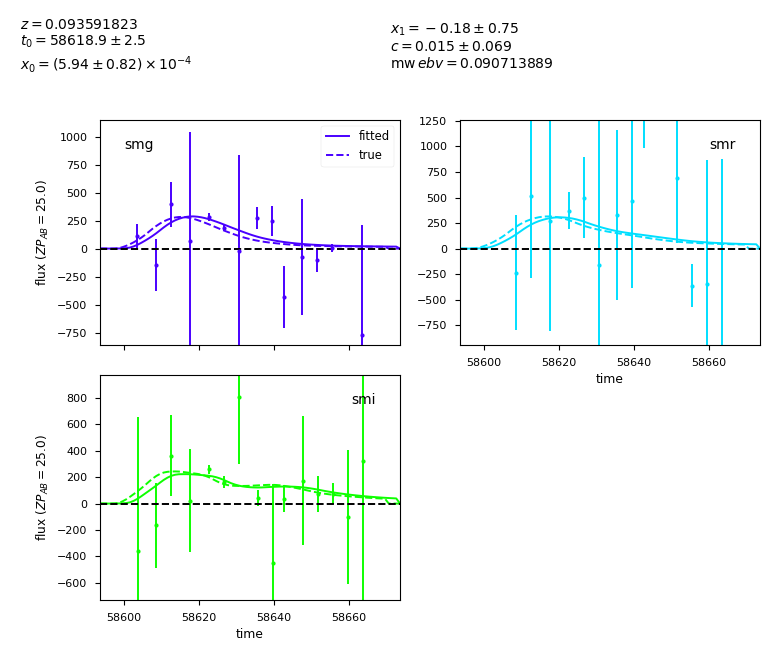 z = 0.093591823
t₀ = 58618.9 ± 2.5
x₀ = (5.94 ± 0.82) × 10⁻⁴
x₁ = −0.18 ± 0.75
c = 0.015 ± 0.069
mw ebv = 0.090713889
smg
fitted
true
1000
750
500
250
0
−250
−500
−750
flux (ZP_AB = 25.0)
smr
1250
1000
750
500
250
0
−250
−500
−750
58600 58620 58640 58660
time
smi
800
600
400
200
0
−200
−400
−600
flux (ZP_AB = 25.0)
58600 58620 58640 58660
time